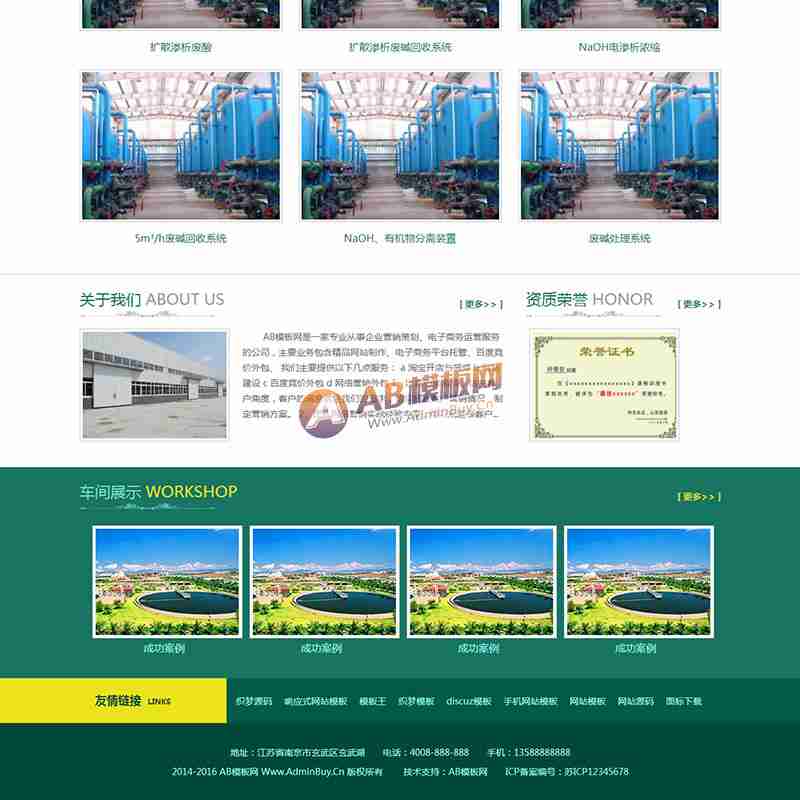 扩散渗析废酸
扩散渗析废碱回收系统
NaOH电渗析浓缩
5m³/h废碱回收系统
NaOH、有机物分离装置
废碱处理系统
关于我们 ABOUT US
[ 更多>> ]
AB模板网是一家专业从事企业营销策划、电子商务运营服务
的公司，主要业务包含精品网站制作、电子商务平台托管、百度竞
价外包、我们主要提供以下几点服务： a 淘宝开店与
建设 c 百度竞价外包 d 网络营销外包
户角度，客户的
制定营销方案。
AB模板网
Www.AdminBuy.Cn
资质荣誉 HONOR
[ 更多>> ]
荣誉证书
车间展示 WORKSHOP
[ 更多>> ]
成功案例
成功案例
成功案例
成功案例
友情链接 LINKS
织梦源码 响应式网站模板 模板王 织梦模板 discuz模板 手机网站模板 网站模板 网站源码 图标下载
地址：江苏省南京市玄武区玄武湖 电话：4008-888-888 手机：13588888888
2014-2016 AB模板网 Www.AdminBuy.Cn 版权所有 技术支持：AB模板网 ICP备案编号：苏ICP12345678